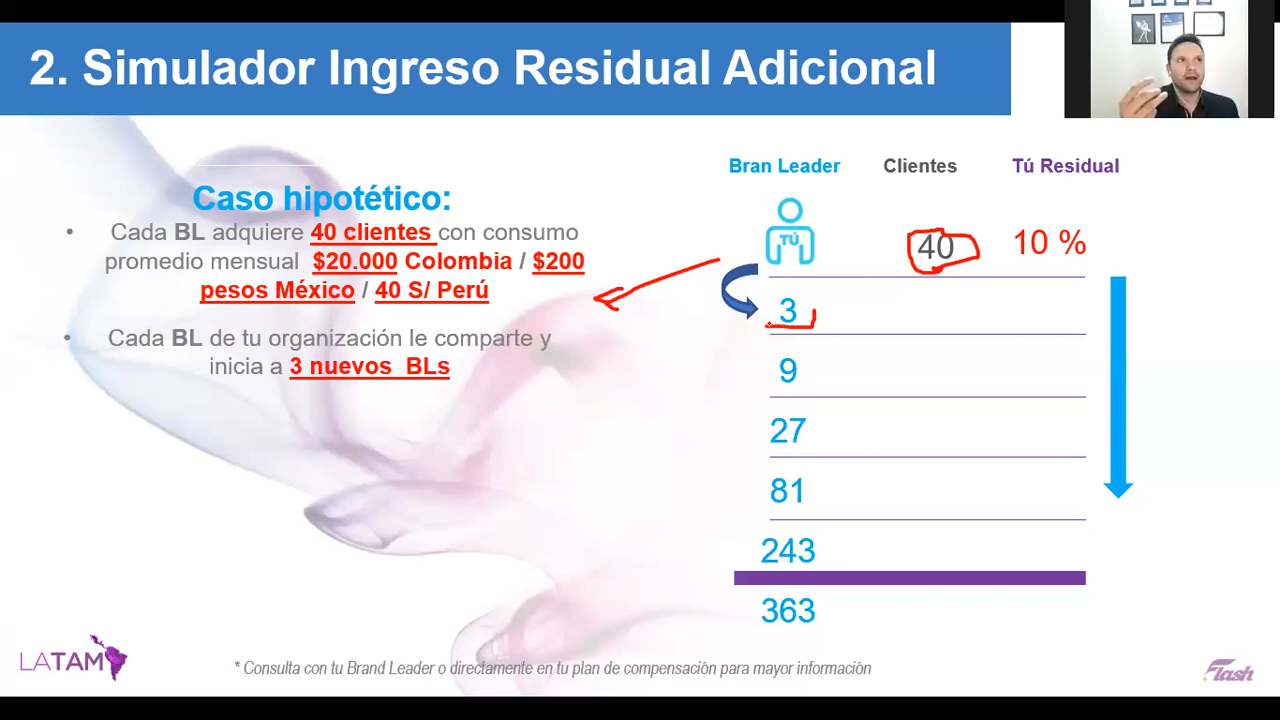 2. Simulador Ingreso Residual Adicional
Caso hipotético:
• Cada BL adquiere 40 clientes con consumo
promedio mensual $20.000 Colombia / $200
pesos México / 40 S/ Perú
• Cada BL de tu organización le comparte y
inicia a 3 nuevos BLs
Bran Leader Clientes Tú Residual
TÚ 40 10 %
3
9
27
81
243
363
LATAM
* Consulta con tu Brand Leader o directamente en tu plan de compensación para mayor información
Flash